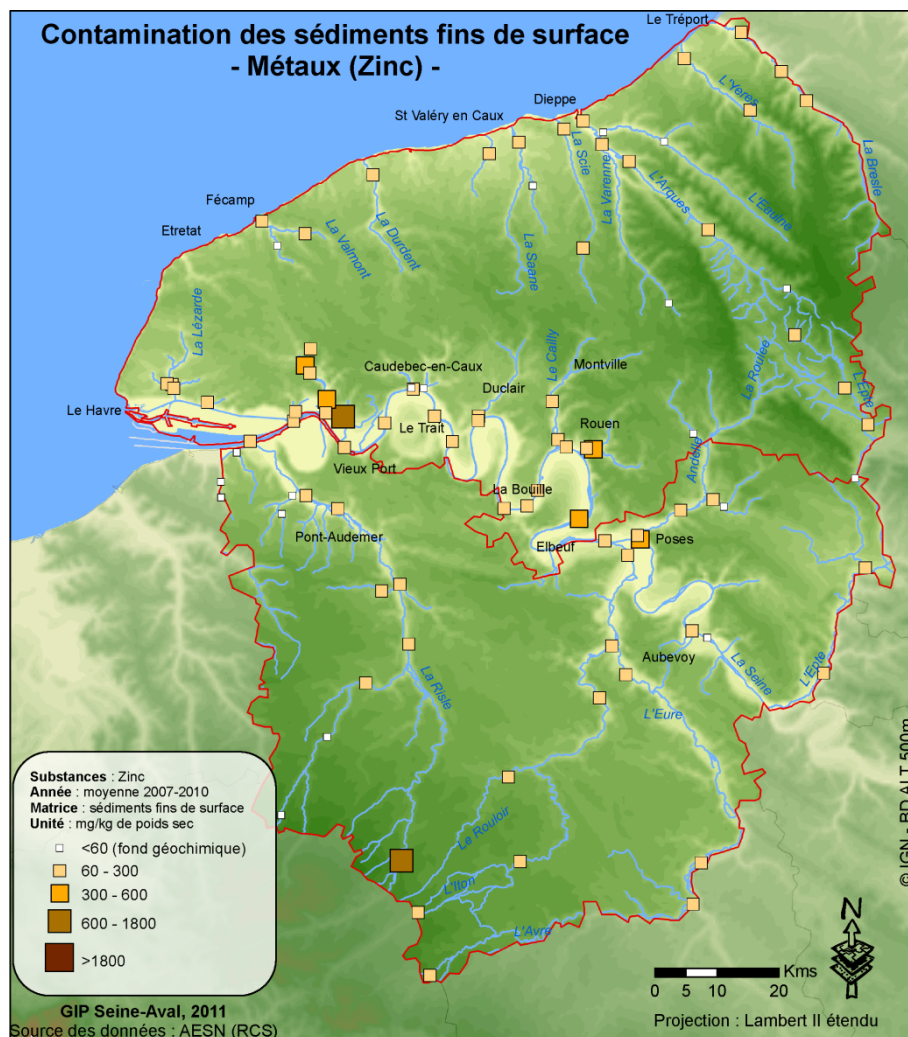 Contamination des sédiments fins de surface
- Métaux (Zinc) -
Le Tréport
Dieppe
St Valéry en Caux
L'Yeres
La Bresle
La Scie
La Varenne
L'Arques
L'Eaulne
Fécamp
Etretat
La Valmont
La Durdent
La Saane
La Lézarde
Caudebec-en-Caux
Le Cailly
Montville
La Roulee
L'Epte
Duclair
Le Havre
Le Trait
Rouen
Vieux Port
Andelle
La Bouille
Pont-Audemer
Elbeuf
Poses
Aubevoy
La Seine
L'Epte
La Risle
L'Eure
Le Rouloir
L'Iton
L'Avre
Substances : Zinc
Année : moyenne 2007-2010
Matrice : sédiments fins de surface
Unité : mg/kg de poids sec
<60 (fond géochimique)
60 - 300
300 - 600
600 - 1800
>1800
GIP Seine-Aval, 2011
Source des données : AESN (RCS)
© IGN - BD ALT 500m
N
Kms
0 5 10 20
Projection : Lambert II étendu